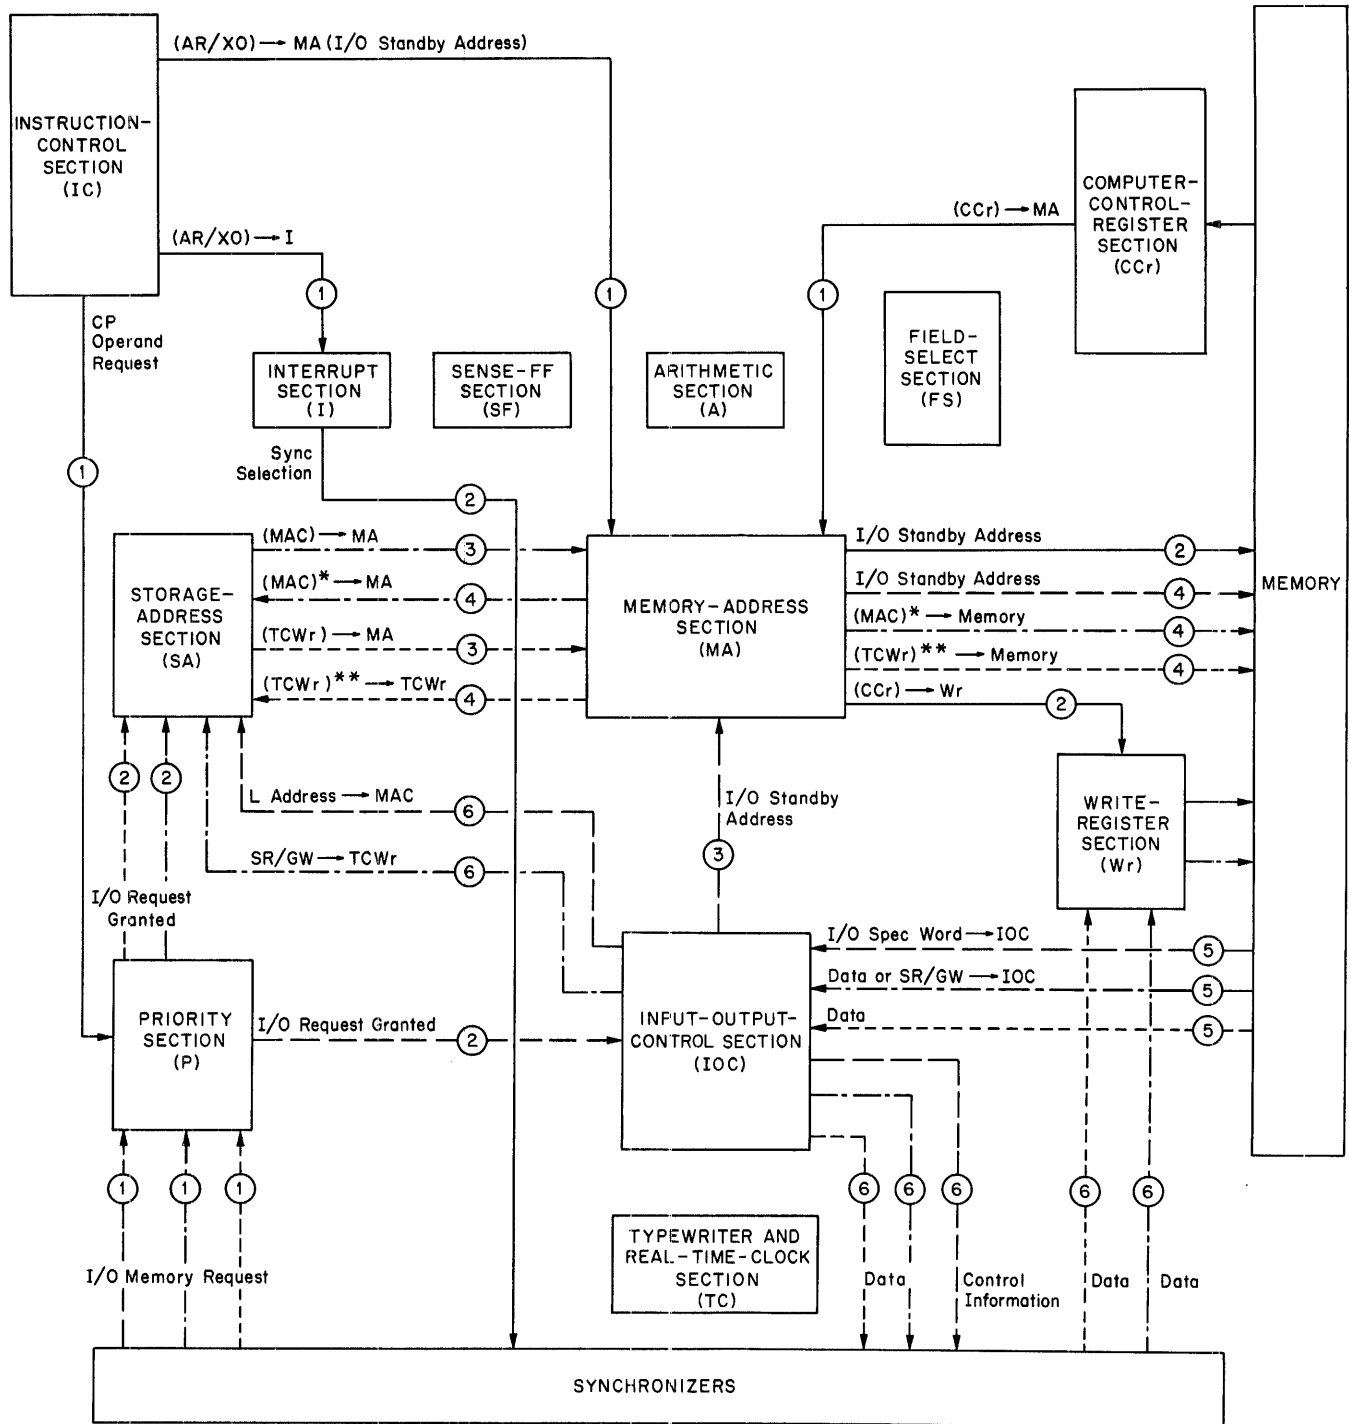 (AR/XO) → MA (I/O Standby Address)
INSTRUCTION-
CONTROL
SECTION
(IC)
(AR/XO) → I
1
1
1
CP
Operand
Request
1
COMPUTER-
CONTROL-
REGISTER
SECTION
(CCr)
(CCr) → MA
FIELD-
SELECT
SECTION
(FS)
INTERRUPT
SECTION
(I)
SENSE-FF
SECTION
(SF)
ARITHMETIC
SECTION
(A)
Sync
Selection
2
MEMORY
STORAGE-
ADDRESS
SECTION
(SA)
(MAC) → MA
3
(MAC)* → MA
4
(TCWr) → MA
3
(TCWr)** → TCWr
4
MEMORY-ADDRESS
SECTION
(MA)
I/O Standby Address
2
I/O Standby Address
4
(MAC)* → Memory
4
(TCWr)** → Memory
4
(CCr) → Wr
2
2
2
L Address → MAC
6
I/O Standby
Address
3
WRITE-
REGISTER
SECTION
(Wr)
SR/GW → TCWr
6
I/O Request
Granted
I/O Spec Word → IOC
5
Data or SR/GW → IOC
5
Data
5
PRIORITY
SECTION
(P)
I/O Request Granted
2
INPUT-OUTPUT-
CONTROL SECTION
(IOC)
1
1
1
6
6
6
6
6
I/O Memory Request
TYPEWRITER AND
REAL-TIME-CLOCK
SECTION
(TC)
Data
Control
Information
Data
Data
SYNCHRONIZERS